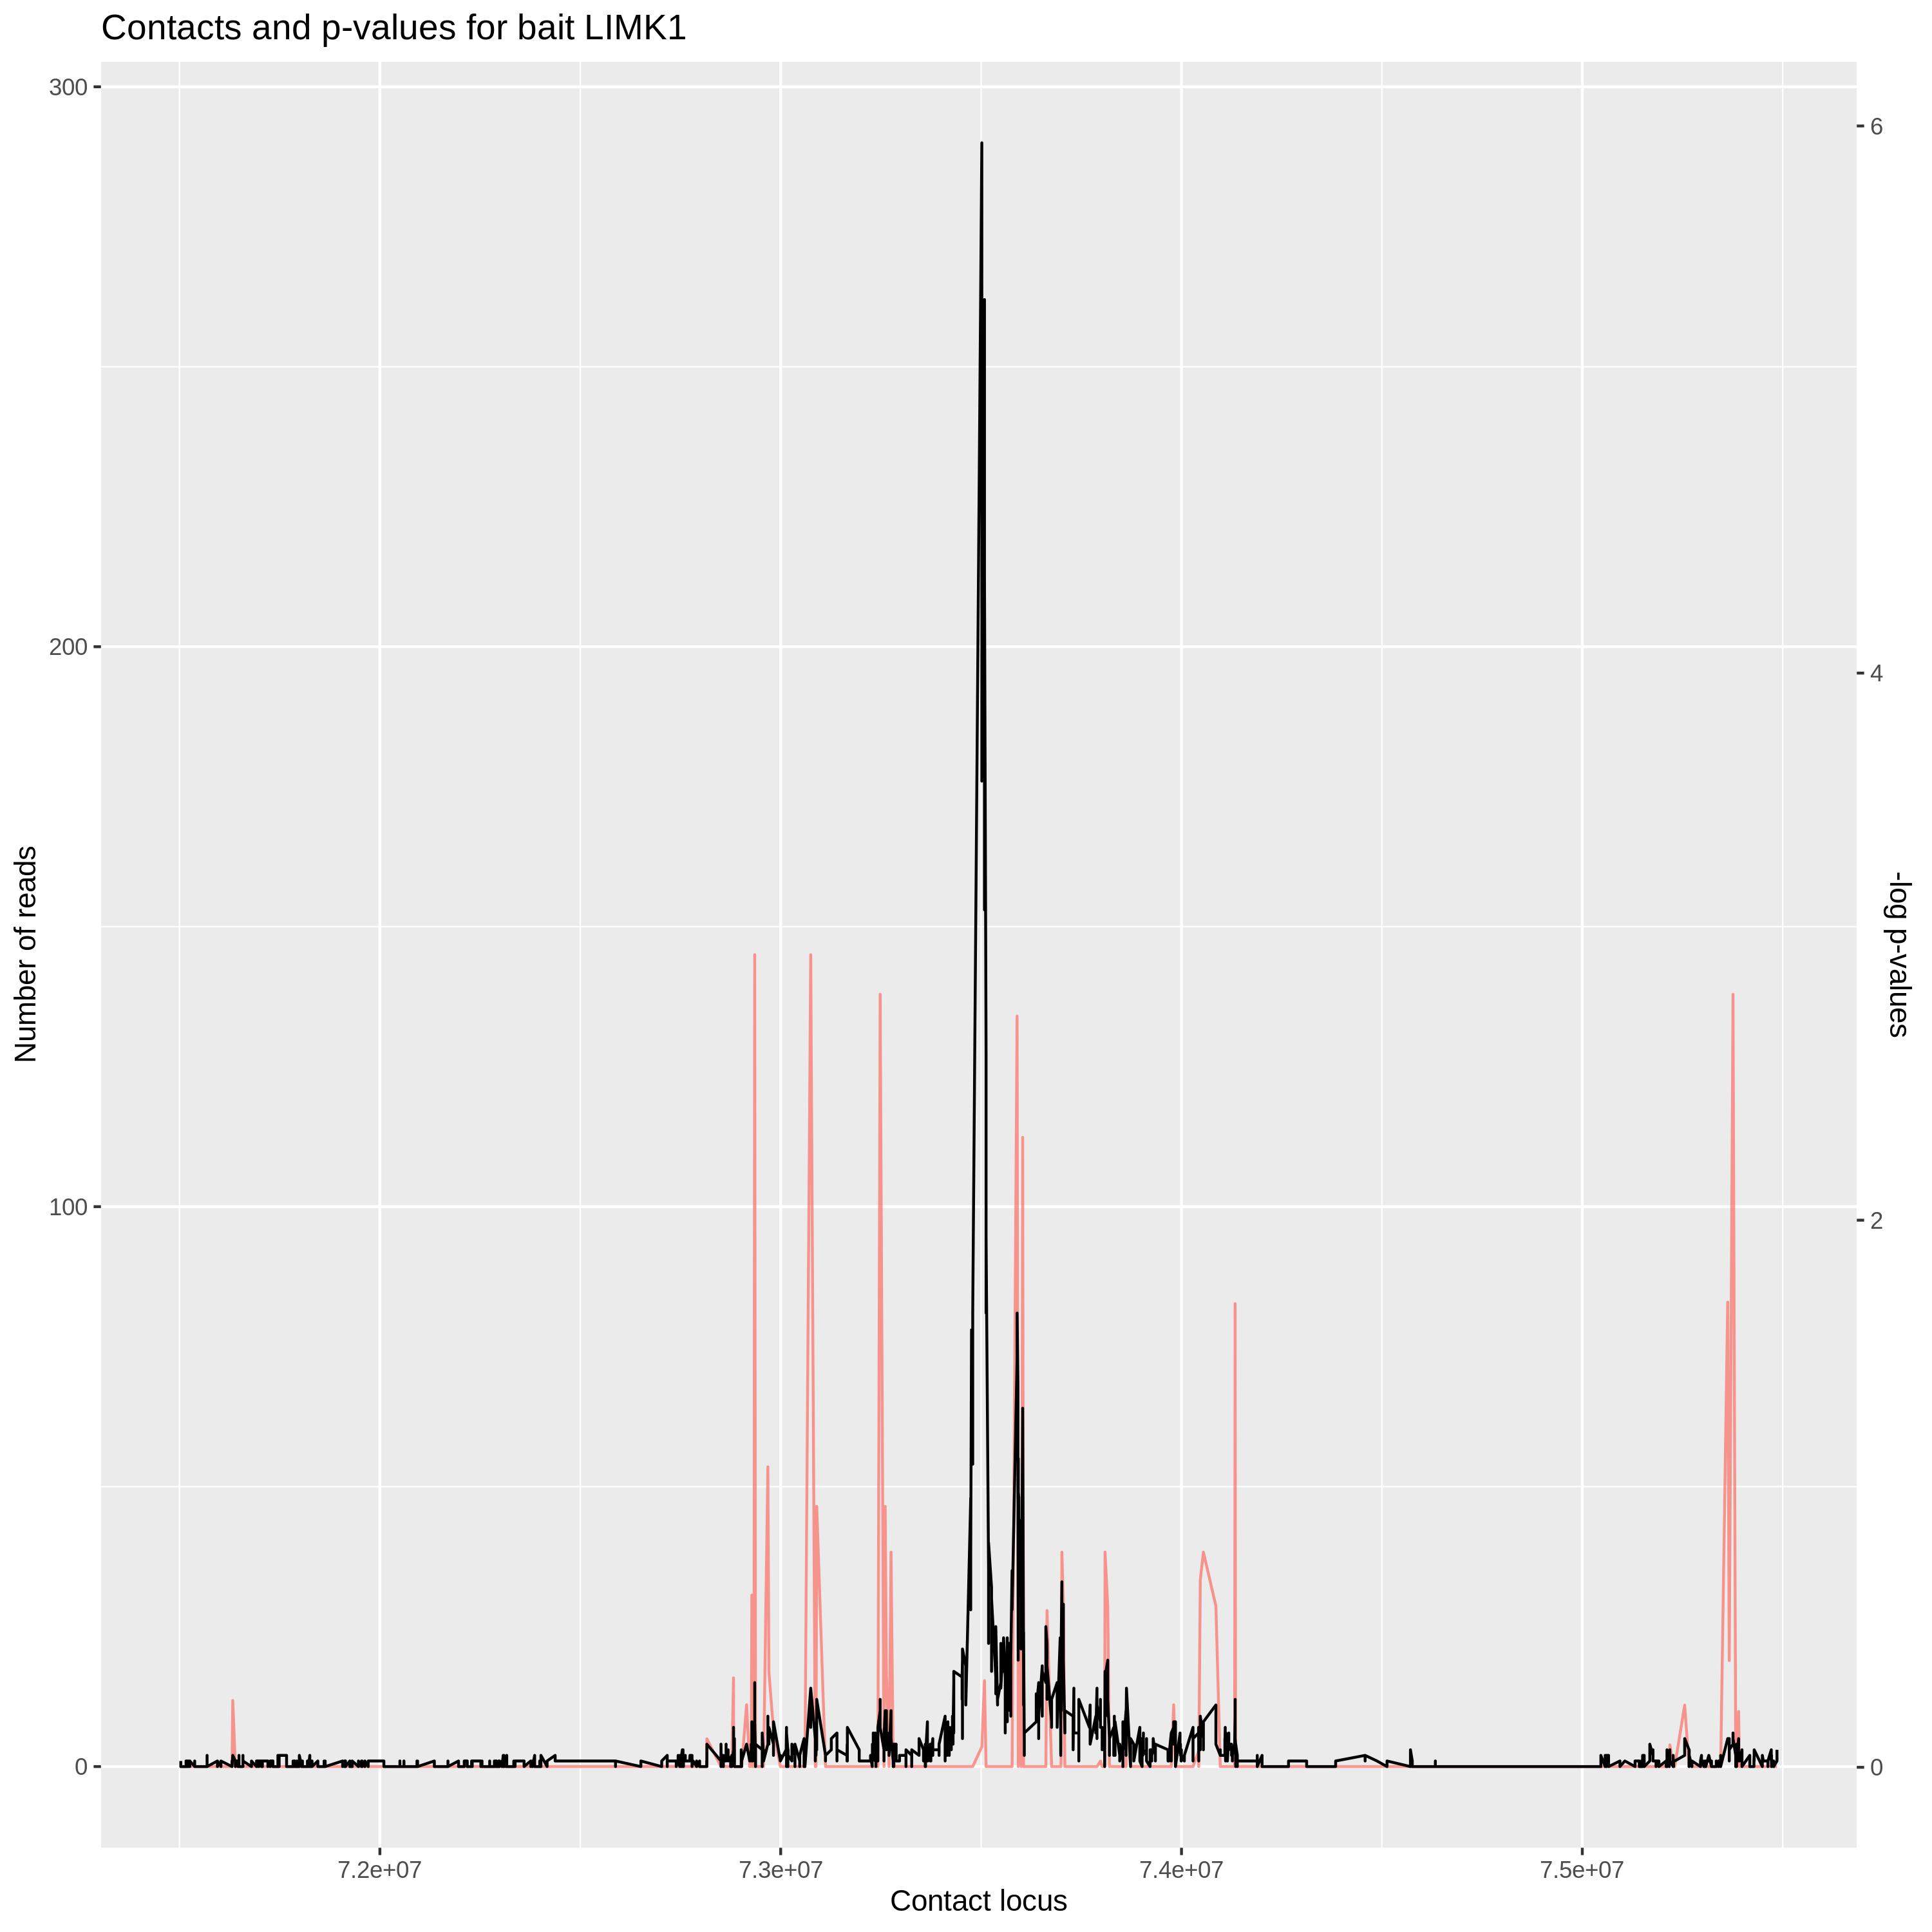 Contacts and p-values for bait LIMK1
300
200
100
0
Number of reads
6
4
2
0
-log p-values
7.2e+07
7.3e+07
7.4e+07
7.5e+07
Contact locus